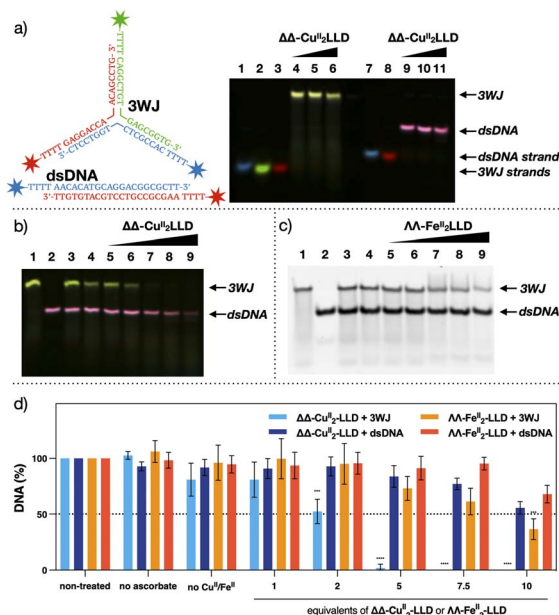 a)
ΔΔ-Cuᴵᴵ₂LLD
ΔΔ-Cuᴵᴵ₂LLD
1 2 3 4 5 6 7 8 9 10 11
3WJ
dsDNA
dsDNA strand
3WJ strands
TTTT CAGGCTGT
ACAGCCTG-3'
3WJ
TTTT GAGGACCA
GAGCGGTG-3'
3'-CTCCTGGT
CTCGCCAC TTTT
dsDNA
TTTT AACACATGCAGGACGGCGCTT-3'
3'-TTGTGTACGTCCTGCCGCGAA TTTT
b)
ΔΔ-Cuᴵᴵ₂LLD
1 2 3 4 5 6 7 8 9
3WJ
dsDNA
c)
ΛΛ-Feᴵᴵ₂LLD
1 2 3 4 5 6 7 8 9
3WJ
dsDNA
d)
ΔΔ-Cuᴵᴵ₂-LLD + 3WJ
ΛΛ-Feᴵᴵ₂-LLD + 3WJ
ΔΔ-Cuᴵᴵ₂-LLD + dsDNA
ΛΛ-Feᴵᴵ₂-LLD + dsDNA
DNA (%)
100
50
0
non-treated
no ascorbate
no Cuᴵᴵ/Feᴵᴵ
1 2 5 7.5 10
equivalents of ΔΔ-Cuᴵᴵ₂-LLD or ΛΛ-Feᴵᴵ₂-LLD